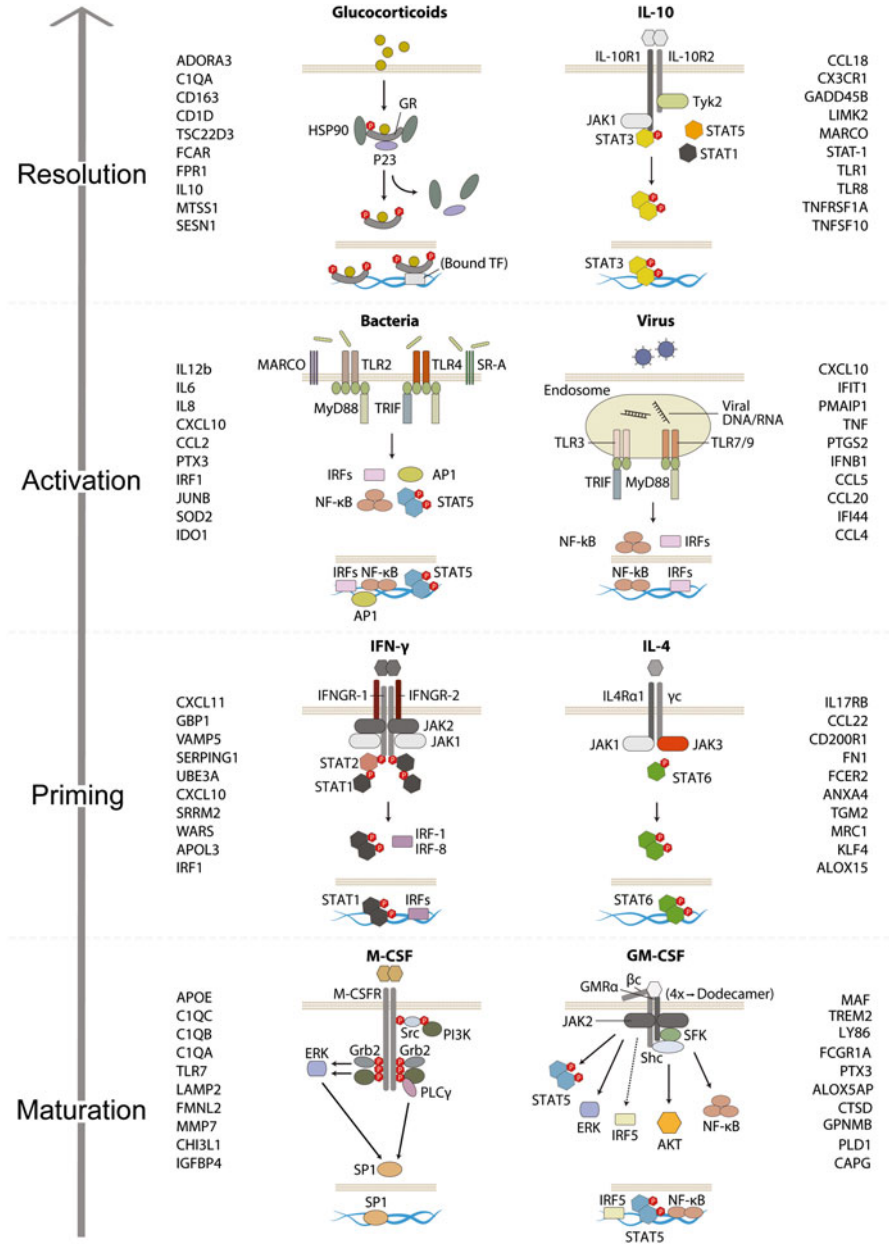 Resolution
Glucocorticoids
IL-10
ADORA3
C1QA
CD163
CD1D
TSC22D3
FCAR
FPR1
IL10
MTSS1
SESN1
GR
HSP90
P
P23
P
P
P
P
P
P
(Bound TF)
IL-10R1
IL-10R2
Tyk2
JAK1
STAT3
P
STAT5
STAT1
P
P
STAT3
P
P
CCL18
CX3CR1
GADD45B
LIMK2
MARCO
STAT-1
TLR1
TLR8
TNFRSF1A
TNFSF10
Activation
Bacteria
Virus
IL12b
IL6
IL8
CXCL10
CCL2
PTX3
IRF1
JUNB
SOD2
IDO1
MARCO
TLR2
TLR4
SR-A
MyD88
TRIF
IRFs
AP1
NF-κB
P
P
STAT5
IRFs
NF-κB
P
P
STAT5
AP1
Endosome
Viral
DNA/RNA
TLR3
TLR7/9
TRIF
MyD88
NF-kB
IRFs
NF-kB
IRFs
CXCL10
IFIT1
PMAIP1
TNF
PTGS2
IFNB1
CCL5
CCL20
IFI44
CCL4
Priming
IFN-γ
IL-4
CXCL11
GBP1
VAMP5
SERPING1
UBE3A
CXCL10
SRRM2
WARS
APOL3
IRF1
IFNGR-1
IFNGR-2
JAK2
JAK1
STAT2
P
P
STAT1
P
P
P
P
IRF-1
IRF-8
STAT1
P
P
IRFs
IL4Rα1
γc
JAK1
JAK3
P
STAT6
P
P
STAT6
P
P
IL17RB
CCL22
CD200R1
FN1
FCER2
ANXA4
TGM2
MRC1
KLF4
ALOX15
Maturation
M-CSF
GM-CSF
APOE
C1QC
C1QB
C1QA
TLR7
LAMP2
FMNL2
MMP7
CHI3L1
IGFBP4
M-CSFR
P
P
Src
PI3K
ERK
Grb2
Grb2
P
P
P
P
P
P
PLCγ
SP1
SP1
GMRα
βc
(4x→Dodecamer)
JAK2
SFK
Shc
P
P
STAT5
ERK
IRF5
AKT
NF-κB
IRF5
P
P
NF-κB
STAT5
MAF
TREM2
LY86
FCGR1A
PTX3
ALOX5AP
CTSD
GPNMB
PLD1
CAPG